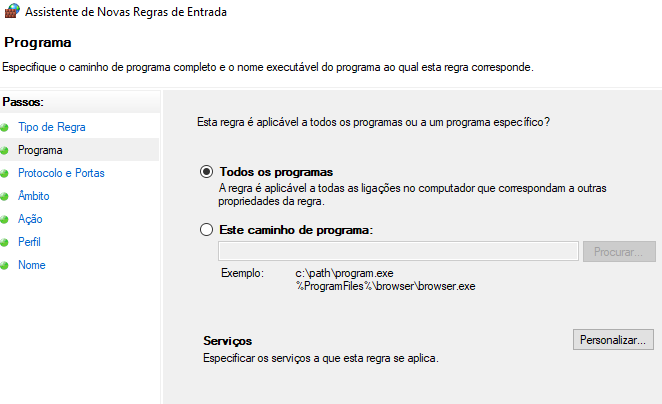 Assistente de Novas Regras de Entrada
Programa
Especifique o caminho de programa completo e o nome executável do programa ao qual esta regra corresponde.
Passos:
Tipo de Regra
Programa
Protocolo e Portas
Âmbito
Ação
Perfil
Nome
Esta regra é aplicável a todos os programas ou a um programa específico?
Todos os programas
A regra é aplicável a todas as ligações no computador que correspondam a outras
propriedades da regra.
Este caminho de programa:
Procurar...
Exemplo: c:\path\program.exe
%ProgramFiles%\browser\browser.exe
Serviços
Personalizar...
Especificar os serviços a que esta regra se aplica.